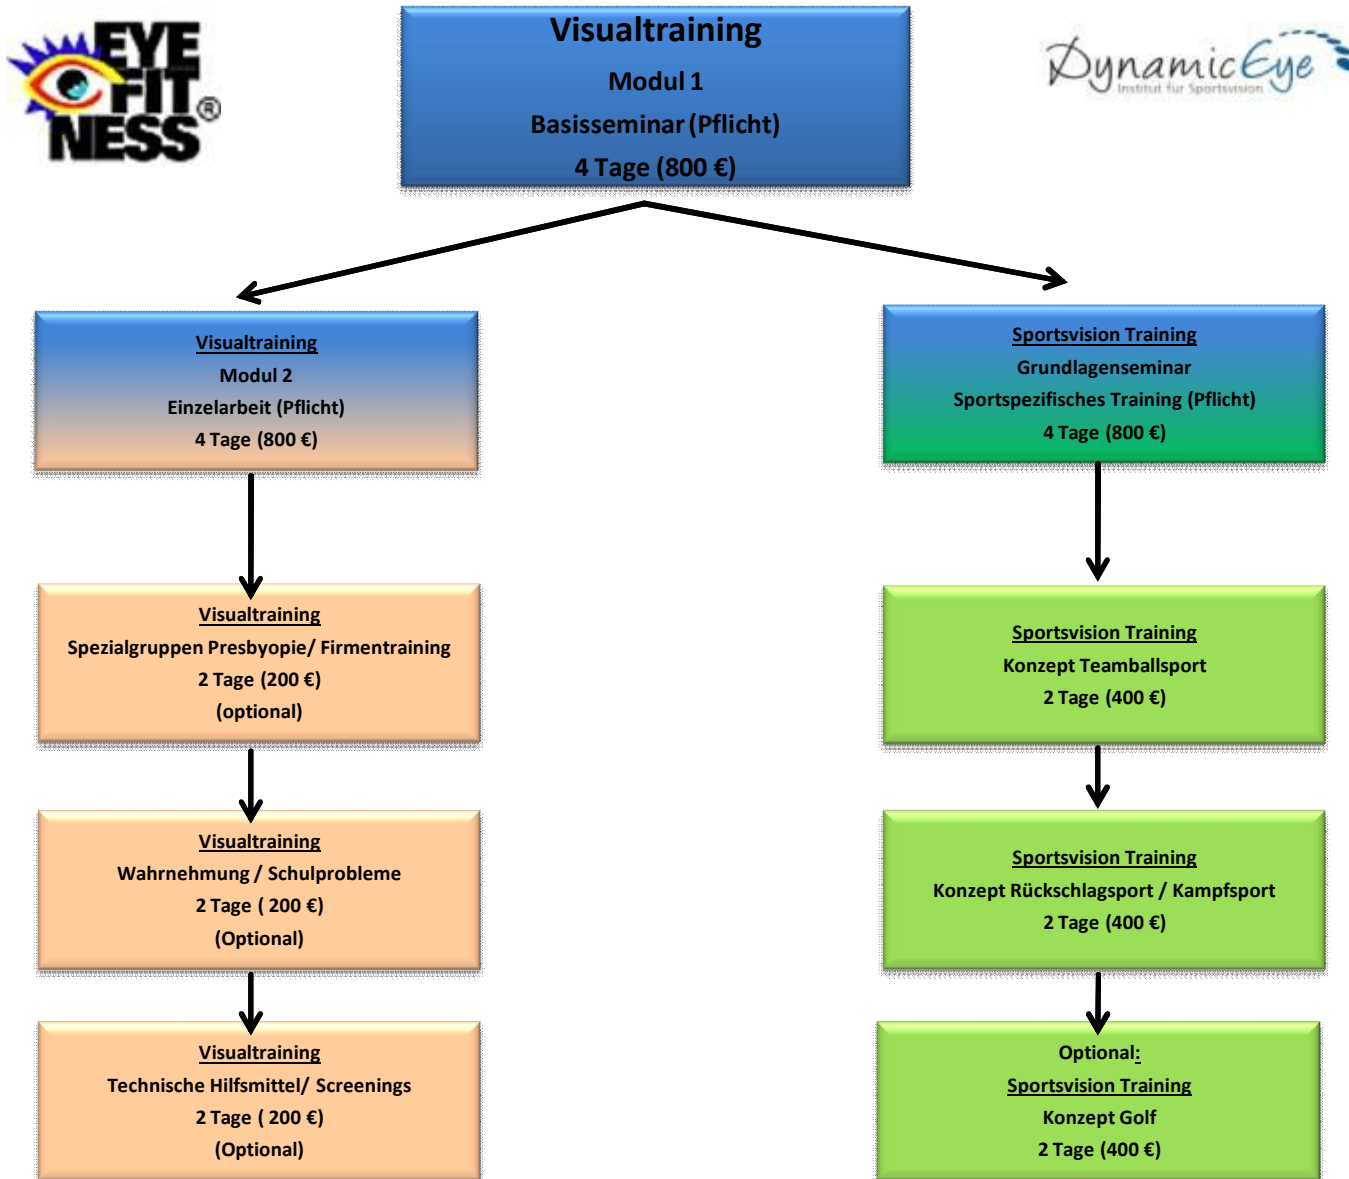 EYE
FIT
NESS®
Visualtraining
Modul 1
Basisseminar (Pflicht)
4 Tage (800 €)
DynamicEye
Institut für Sportsvision
Visualtraining
Modul 2
Einzelarbeit (Pflicht)
4 Tage (800 €)
Sportsvision Training
Grundlagenseminar
Sportspezifisches Training (Pflicht)
4 Tage (800 €)
Visualtraining
Spezialgruppen Presbyopie/ Firmentraining
2 Tage (200 €)
(optional)
Sportsvision Training
Konzept Teamballsport
2 Tage (400 €)
Visualtraining
Wahrnehmung / Schulprobleme
2 Tage ( 200 €)
(Optional)
Sportsvision Training
Konzept Rückschlagsport / Kampfsport
2 Tage (400 €)
Visualtraining
Technische Hilfsmittel/ Screenings
2 Tage ( 200 €)
(Optional)
Optional:
Sportsvision Training
Konzept Golf
2 Tage (400 €)